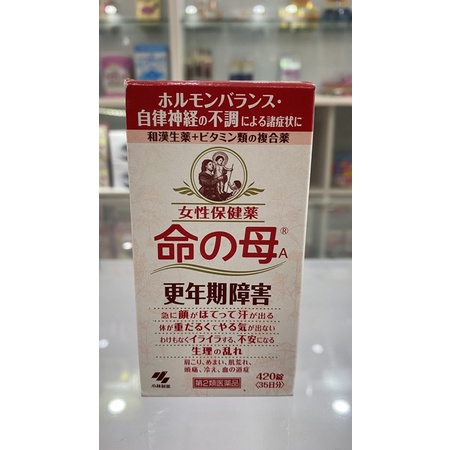 ホルモンバランス・
自律神経の不調による諸症状に
和漢生薬+ビタミン類の複合薬
女性保健薬
命の母®A
更年期障害
急に顔がほてって汗が出る
体が重だるくてやる気が出ない
わけもなくイライラする、不安になる
生理の乱れ
肩こり、めまい、肌荒れ、
頭痛、冷え、血の道症
小林製薬
第2類医薬品
420錠
〈35日分〉